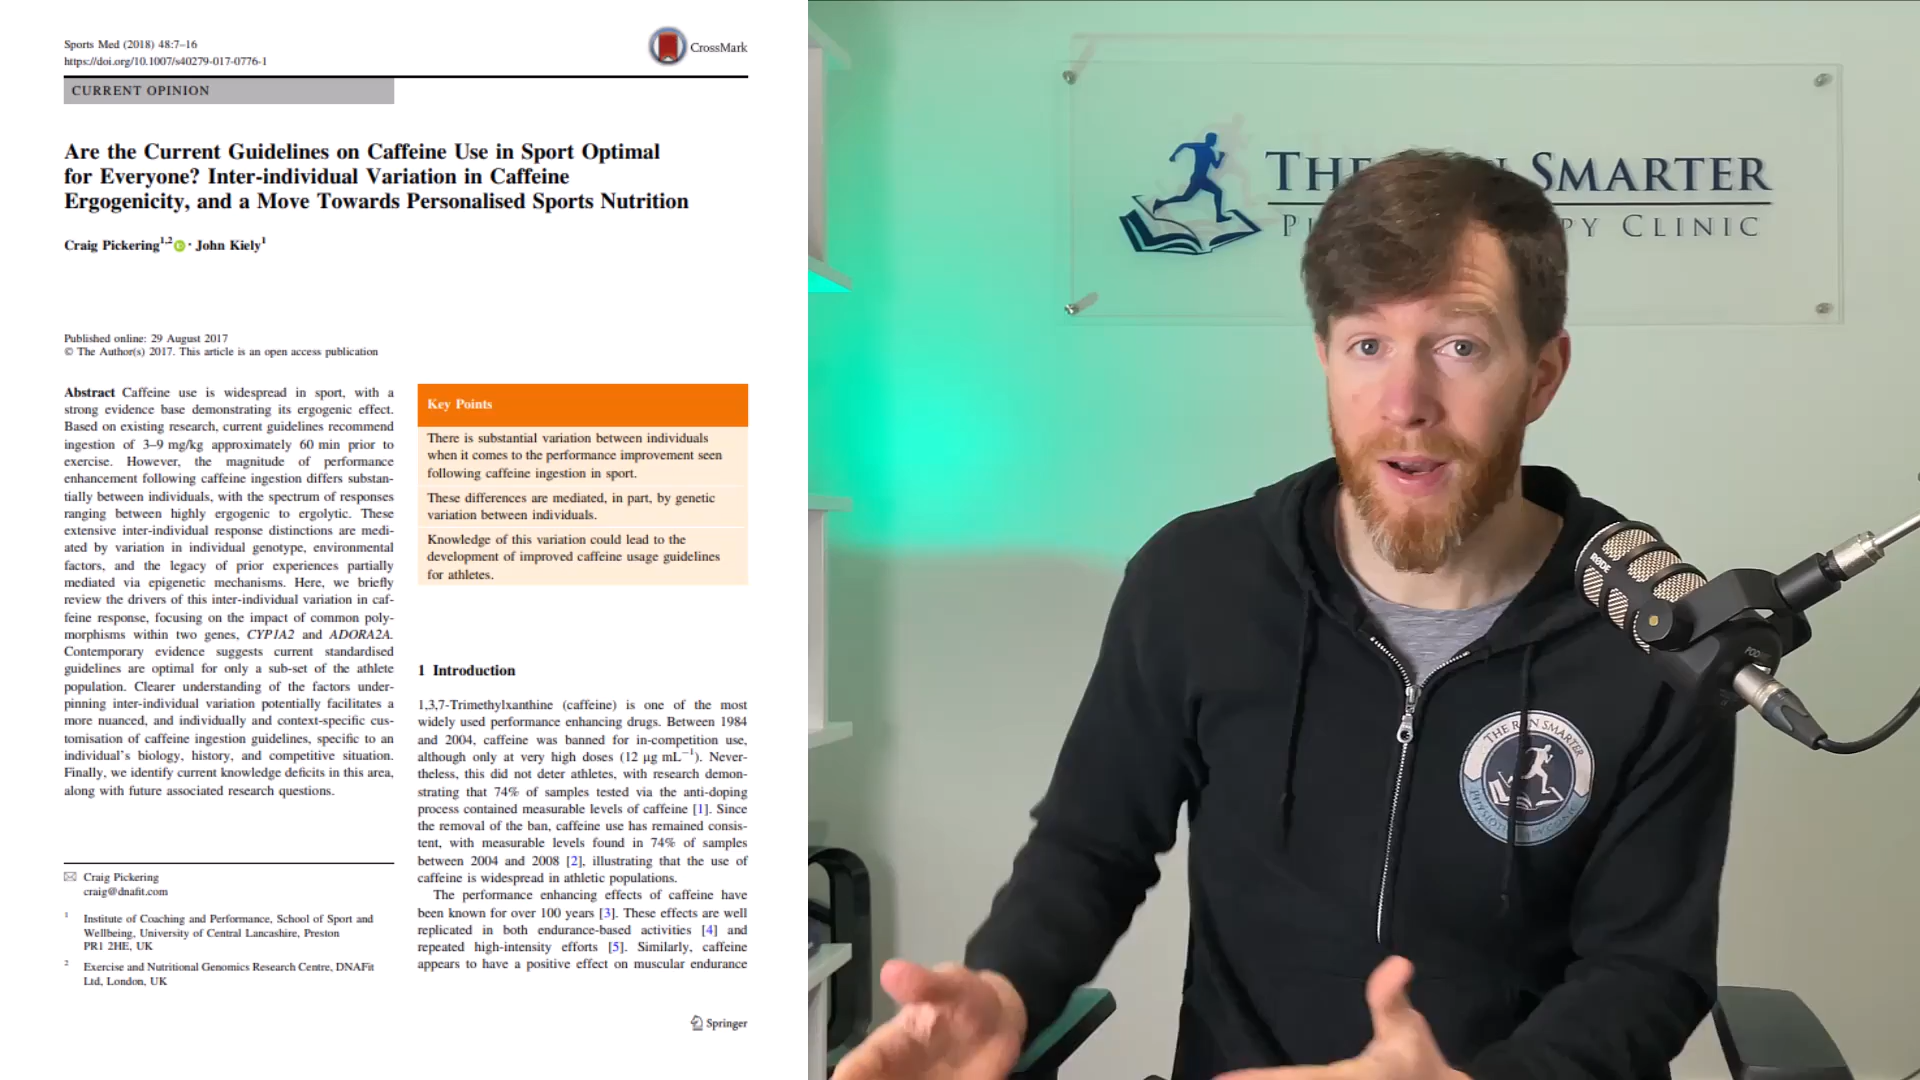 Sports Med (2018) 48:7–16
https://doi.org/10.1007/s40279-017-0776-1
CrossMark
CURRENT OPINION
Are the Current Guidelines on Caffeine Use in Sport Optimal
for Everyone? Inter-individual Variation in Caffeine
Ergogenicity, and a Move Towards Personalised Sports Nutrition
Craig Pickering1,2 · John Kiely1
Published online: 29 August 2017
© The Author(s) 2017. This article is an open access publication
Abstract Caffeine use is widespread in sport, with a
strong evidence base demonstrating its ergogenic effect.
Based on existing research, current guidelines recommend
ingestion of 3–9 mg/kg approximately 60 min prior to
exercise. However, the magnitude of performance
enhancement following caffeine ingestion differs substan-
tially between individuals, with the spectrum of responses
ranging between highly ergogenic to ergolytic. These
extensive inter-individual response distinctions are medi-
ated by variation in individual genotype, environmental
factors, and the legacy of prior experiences partially
mediated via epigenetic mechanisms. Here, we briefly
review the drivers of this inter-individual variation in caf-
feine response, focusing on the impact of common poly-
morphisms within two genes, CYP1A2 and ADORA2A.
Contemporary evidence suggests current standardised
guidelines are optimal for only a sub-set of the athlete
population. Clearer understanding of the factors under-
pinning inter-individual variation potentially facilitates a
more nuanced, and individually and context-specific cus-
tomisation of caffeine ingestion guidelines, specific to an
individual's biology, history, and competitive situation.
Finally, we identify current knowledge deficits in this area,
along with future associated research questions.
Craig Pickering
craig@dnafit.com
1 Institute of Coaching and Performance, School of Sport and
Wellbeing, University of Central Lancashire, Preston
PR1 2HE, UK
2 Exercise and Nutritional Genomics Research Centre, DNAFit
Ltd, London, UK
Key Points
There is substantial variation between individuals
when it comes to the performance improvement seen
following caffeine ingestion in sport.
These differences are mediated, in part, by genetic
variation between individuals.
Knowledge of this variation could lead to the
development of improved caffeine usage guidelines
for athletes.
1 Introduction
1,3,7-Trimethylxanthine (caffeine) is one of the most
widely used performance enhancing drugs. Between 1984
and 2004, caffeine was banned for in-competition use,
although only at very high doses (12 μg mL−1). Never-
theless, this did not deter athletes, with research demon-
strating that 74% of samples tested via the anti-doping
process contained measurable levels of caffeine [1]. Since
the removal of the ban, caffeine use has remained consis-
tent, with measurable levels found in 74% of samples
between 2004 and 2008 [2], illustrating that the use of
caffeine is widespread in athletic populations.
The performance enhancing effects of caffeine have
been known for over 100 years [3]. These effects are well
replicated in both endurance-based activities [4] and
repeated high-intensity efforts [5]. Similarly, caffeine
appears to have a positive effect on muscular endurance
Springer
THE SMARTER
CLINIC
RODE
THE RUN SMARTER